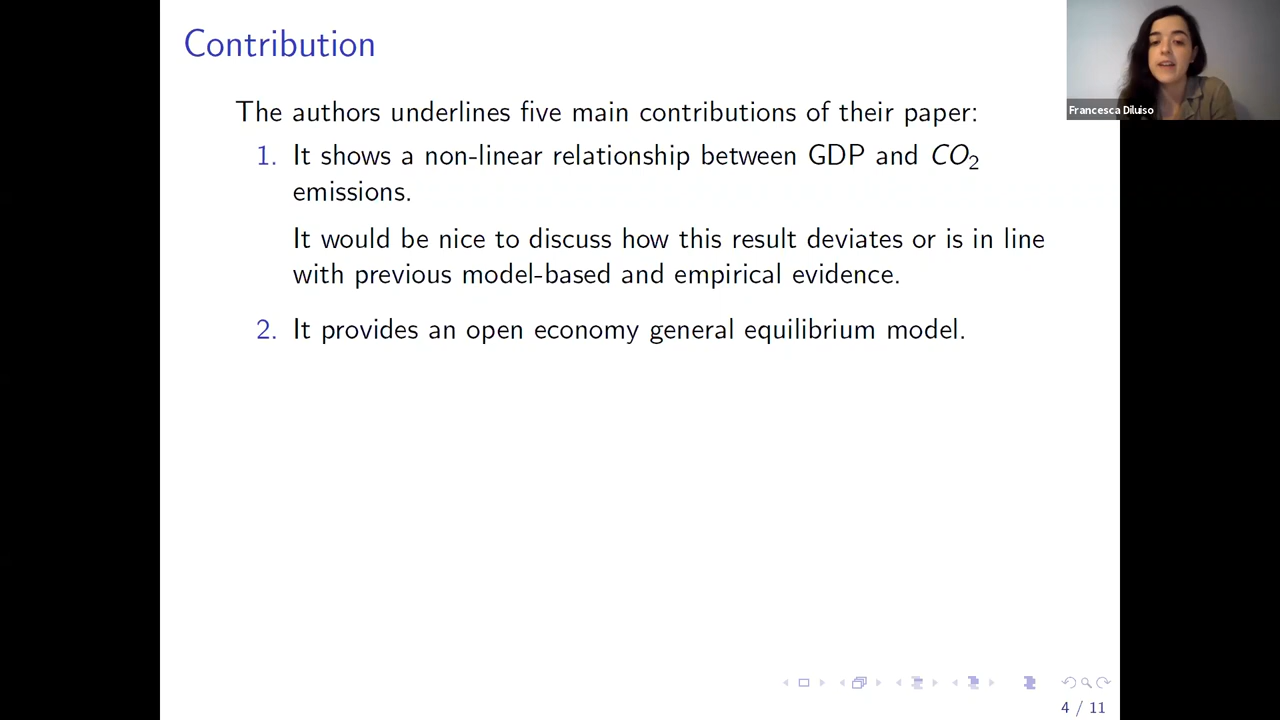 Contribution
Francesca Diluiso
The authors underlines five main contributions of their paper:
1. It shows a non-linear relationship between GDP and CO₂
emissions.
It would be nice to discuss how this result deviates or is in line
with previous model-based and empirical evidence.
2. It provides an open economy general equilibrium model.
4 / 11